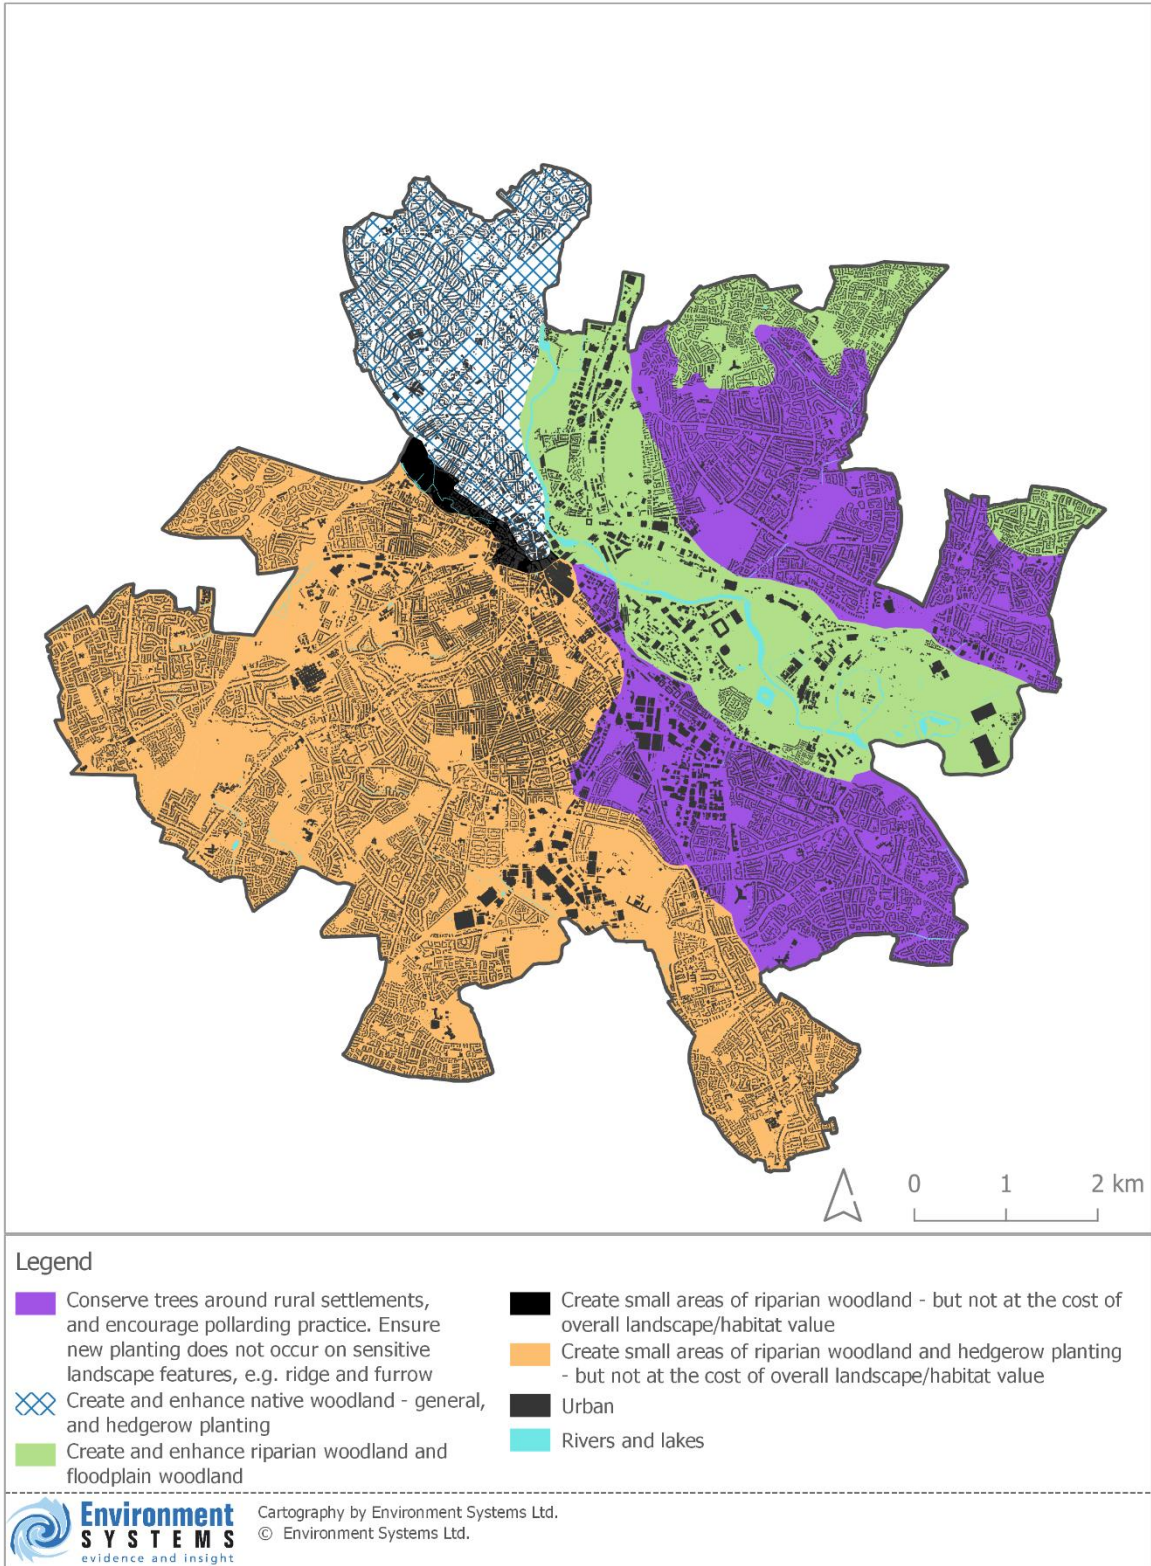 0 1 2 km
Legend
Conserve trees around rural settlements,
and encourage pollarding practice. Ensure
new planting does not occur on sensitive
landscape features, e.g. ridge and furrow
Create and enhance native woodland - general,
and hedgerow planting
Create and enhance riparian woodland and
floodplain woodland
Create small areas of riparian woodland - but not at the cost of
overall landscape/habitat value
Create small areas of riparian woodland and hedgerow planting
- but not at the cost of overall landscape/habitat value
Urban
Rivers and lakes
Environment
SYSTEMS
evidence and insight
Cartography by Environment Systems Ltd.
© Environment Systems Ltd.